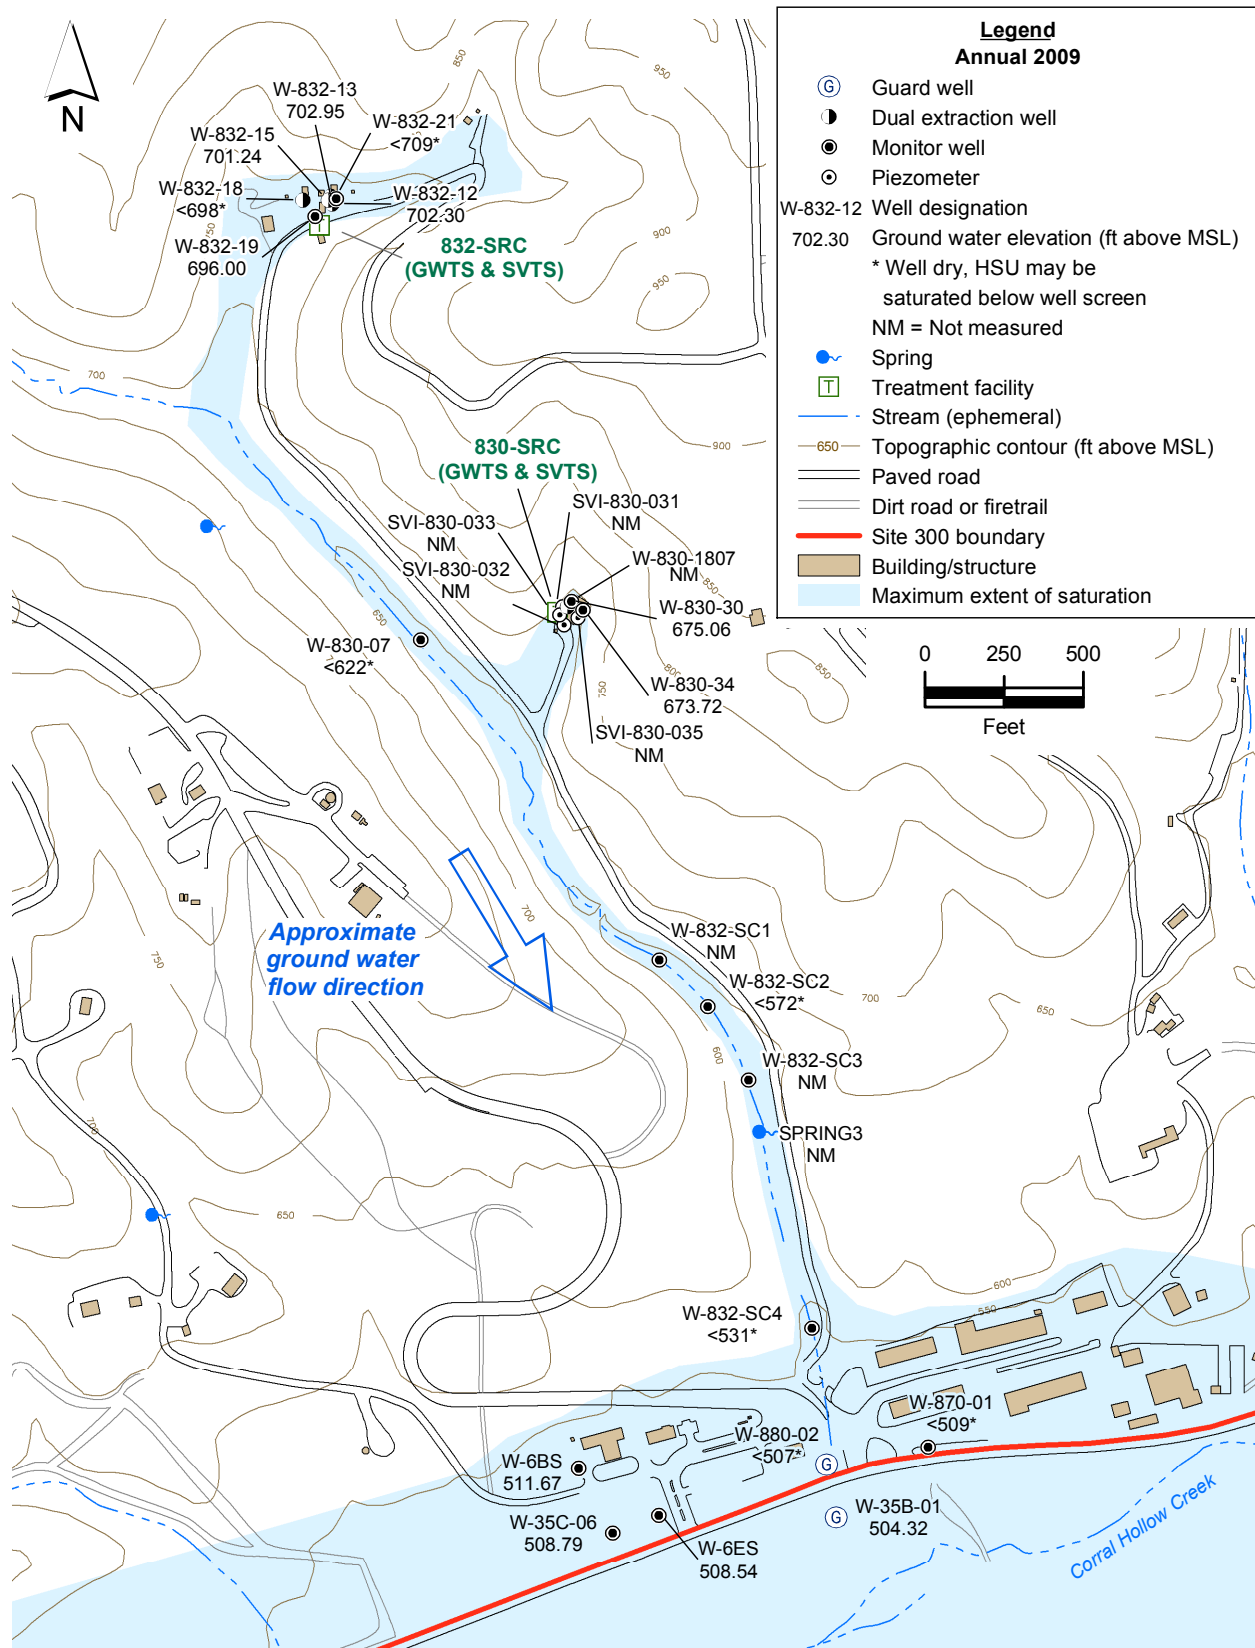 Legend
Annual 2009
G Guard well
Dual extraction well
Monitor well
Piezometer
W-832-12 Well designation
702.30 Ground water elevation (ft above MSL)
* Well dry, HSU may be
saturated below well screen
NM = Not measured
Spring
T Treatment facility
Stream (ephemeral)
650 Topographic contour (ft above MSL)
Paved road
Dirt road or firetrail
Site 300 boundary
Building/structure
Maximum extent of saturation
N
850
950
W-832-13
702.95
W-832-21
<709*
W-832-15
701.24
W-832-18
<698*
W-832-12
702.30
W-832-19
696.00
T
750
832-SRC
(GWTS & SVTS)
900
950
700
900
830-SRC
(GWTS & SVTS)
SVI-830-031
NM
SVI-830-033
NM
SVI-830-032
NM
W-830-1807
NM
850
W-830-30
675.06
650
W-830-07
<622*
T
800
850
750
W-830-34
673.72
SVI-830-035
NM
0 250 500
Feet
700
Approximate
ground water
flow direction
750
W-832-SC1
NM
W-832-SC2
<572*
700
650
600
W-832-SC3
NM
700
SPRING3
NM
650
600
550
W-832-SC4
<531*
W-870-01
<509*
W-880-02
<507*
G
W-6BS
511.67
W-35C-06
508.79
G
W-35B-01
504.32
W-6ES
508.54
Corral Hollow Creek